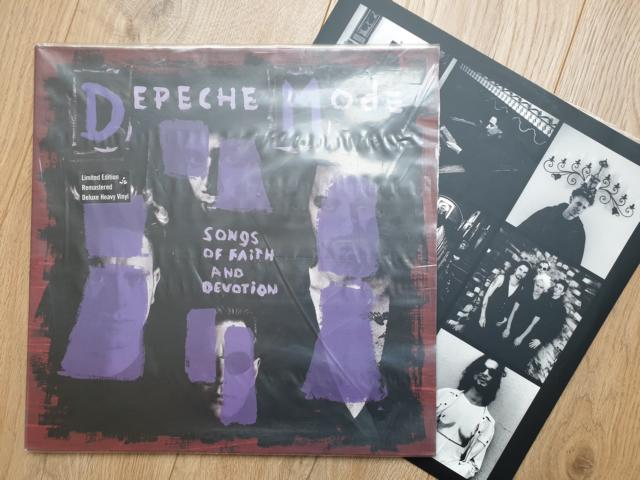 DEPECHE MODE
Limited Edition
Remastered
Deluxe Heavy Vinyl
SONGS
OF FAITH
AND
DEVOTION